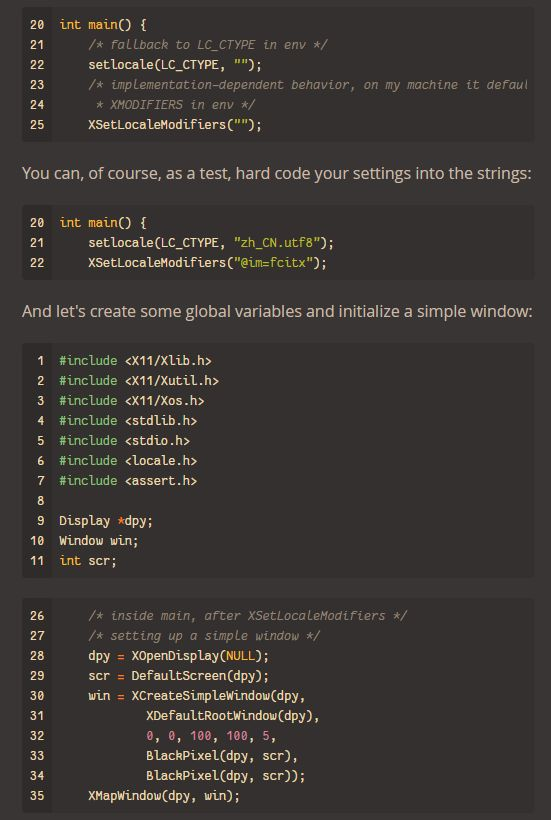 20 int main() {
21     /* fallback to LC_CTYPE in env */
22     setlocale(LC_CTYPE, "");
23     /* implementation-dependent behavior, on my machine it defaul
24      * XMODIFIERS in env */
25     XSetLocaleModifiers("");
You can, of course, as a test, hard code your settings into the strings:
20 int main() {
21     setlocale(LC_CTYPE, "zh_CN.utf8");
22     XSetLocaleModifiers("@im=fcitx");
And let's create some global variables and initialize a simple window:
1 #include <X11/Xlib.h>
2 #include <X11/Xutil.h>
3 #include <X11/Xos.h>
4 #include <stdlib.h>
5 #include <stdio.h>
6 #include <locale.h>
7 #include <assert.h>
8
9 Display *dpy;
10 Window win;
11 int scr;
26     /* inside main, after XSetLocaleModifiers */
27     /* setting up a simple window */
28     dpy = XOpenDisplay(NULL);
29     scr = DefaultScreen(dpy);
30     win = XCreateSimpleWindow(dpy,
31             XDefaultRootWindow(dpy),
32             0, 0, 100, 100, 5,
33             BlackPixel(dpy, scr),
34             BlackPixel(dpy, scr));
35     XMapWindow(dpy, win);